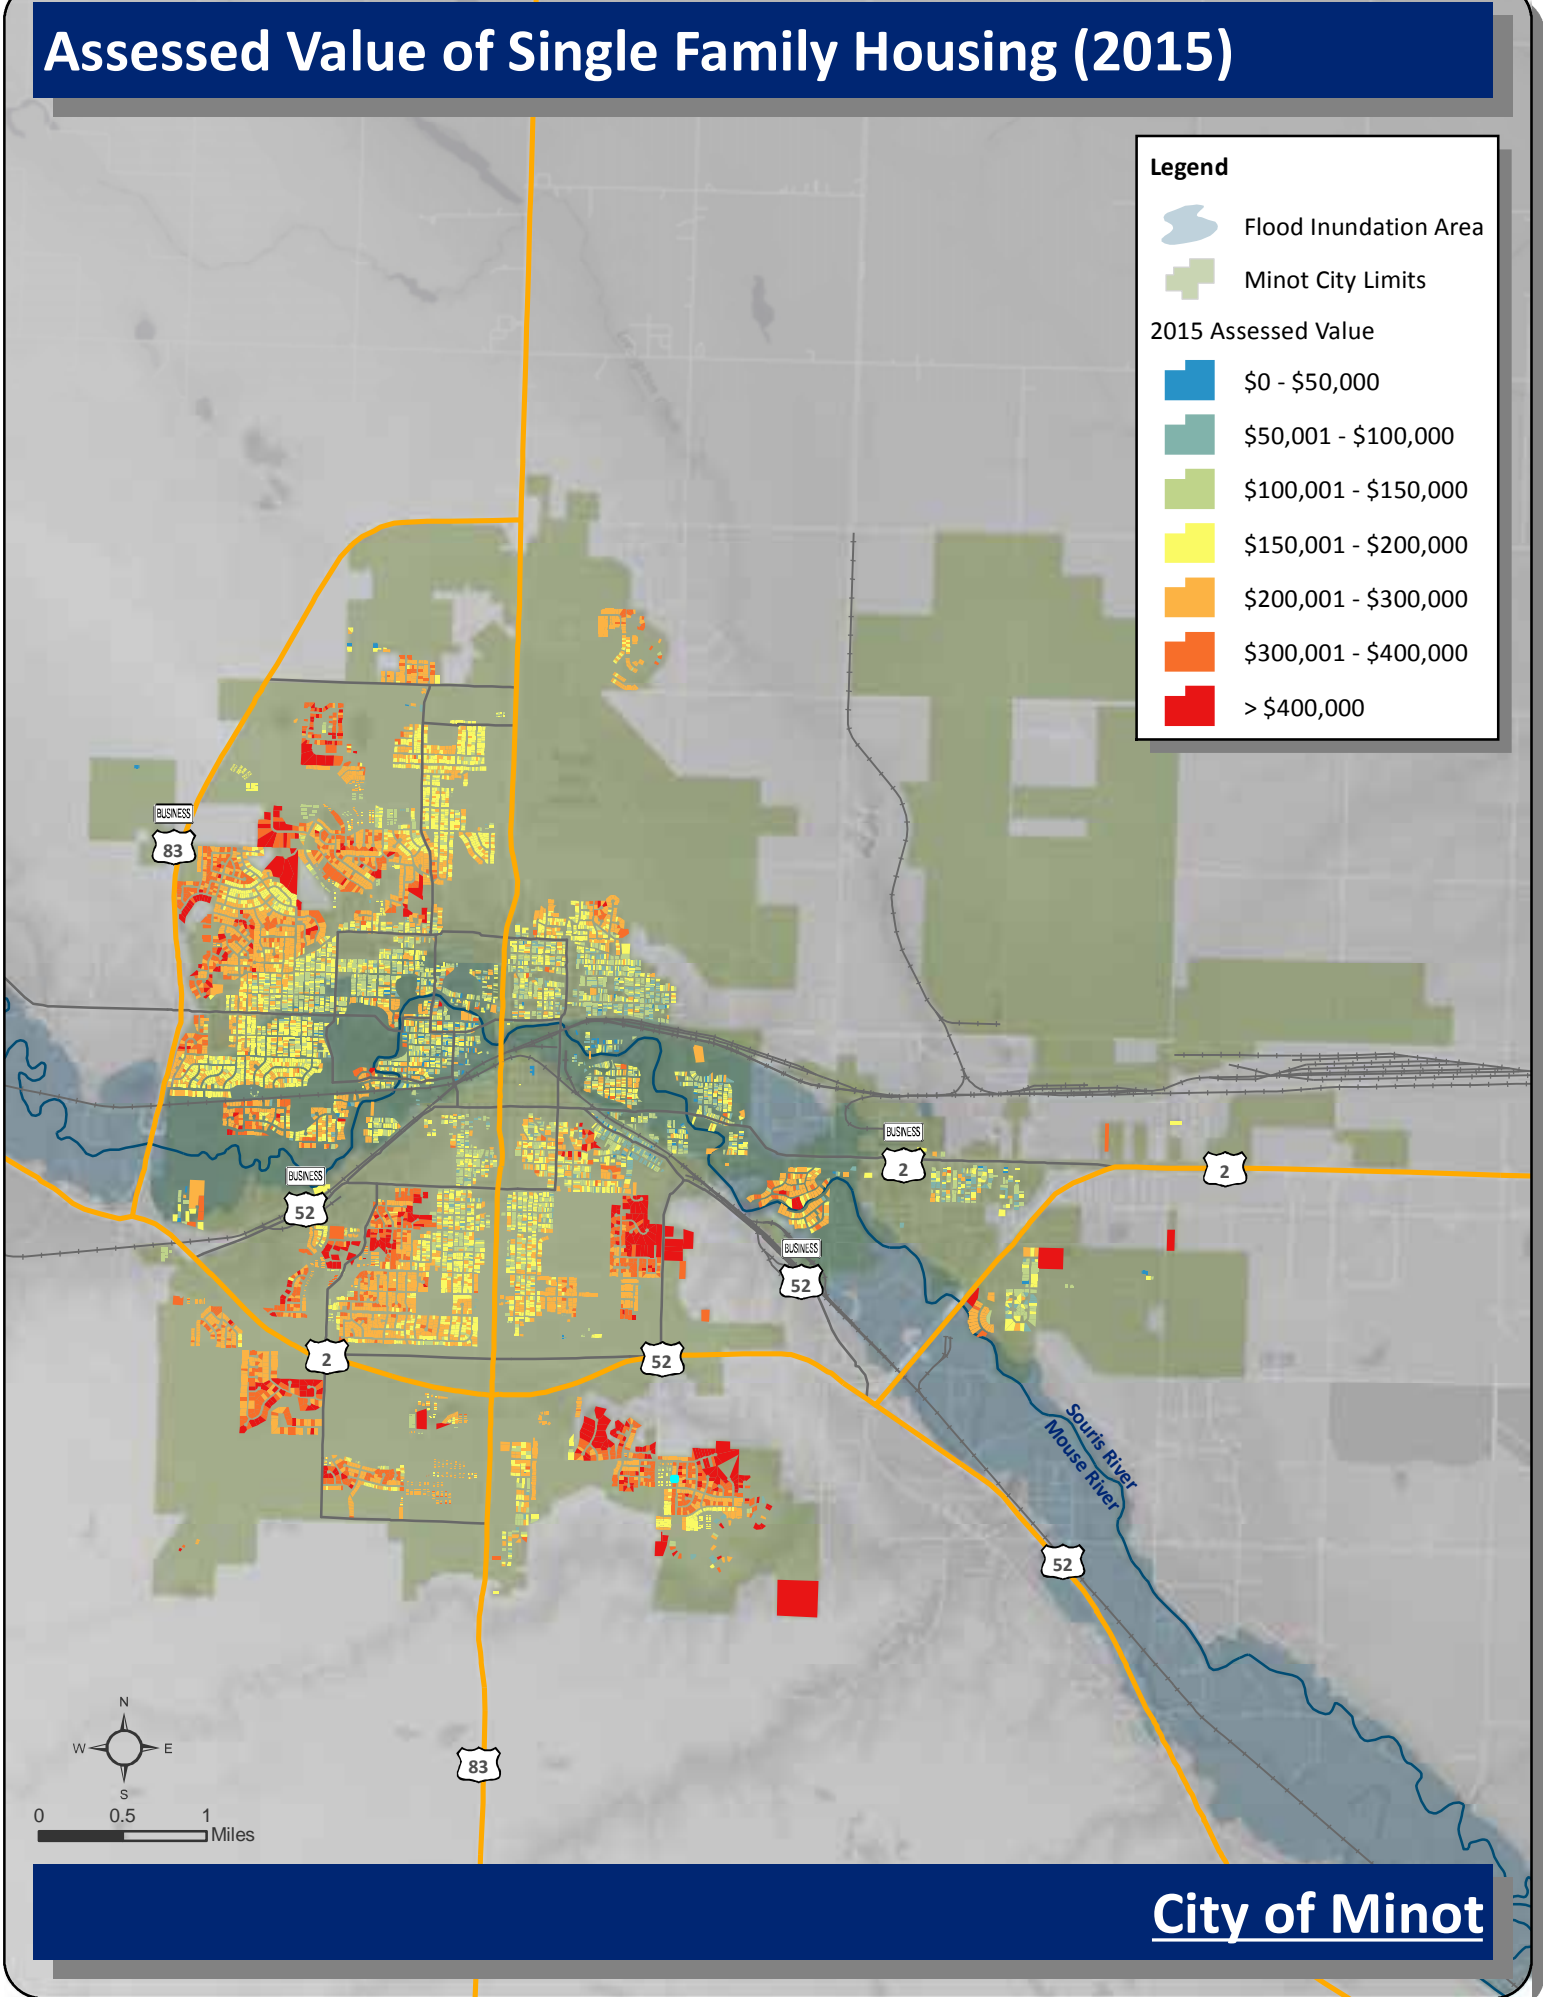 Assessed Value of Single Family Housing (2015)
Legend
Flood Inundation Area
Minot City Limits
2015 Assessed Value
$0 - $50,000
$50,001 - $100,000
$100,001 - $150,000
$150,001 - $200,000
$200,001 - $300,000
$300,001 - $400,000
> $400,000
BUSINESS
83
BUSINESS
2
2
BUSINESS
52
BUSINESS
52
2
52
Souris River
Mouse River
52
83
N
W E
S
0 0.5 1
Miles
City of Minot